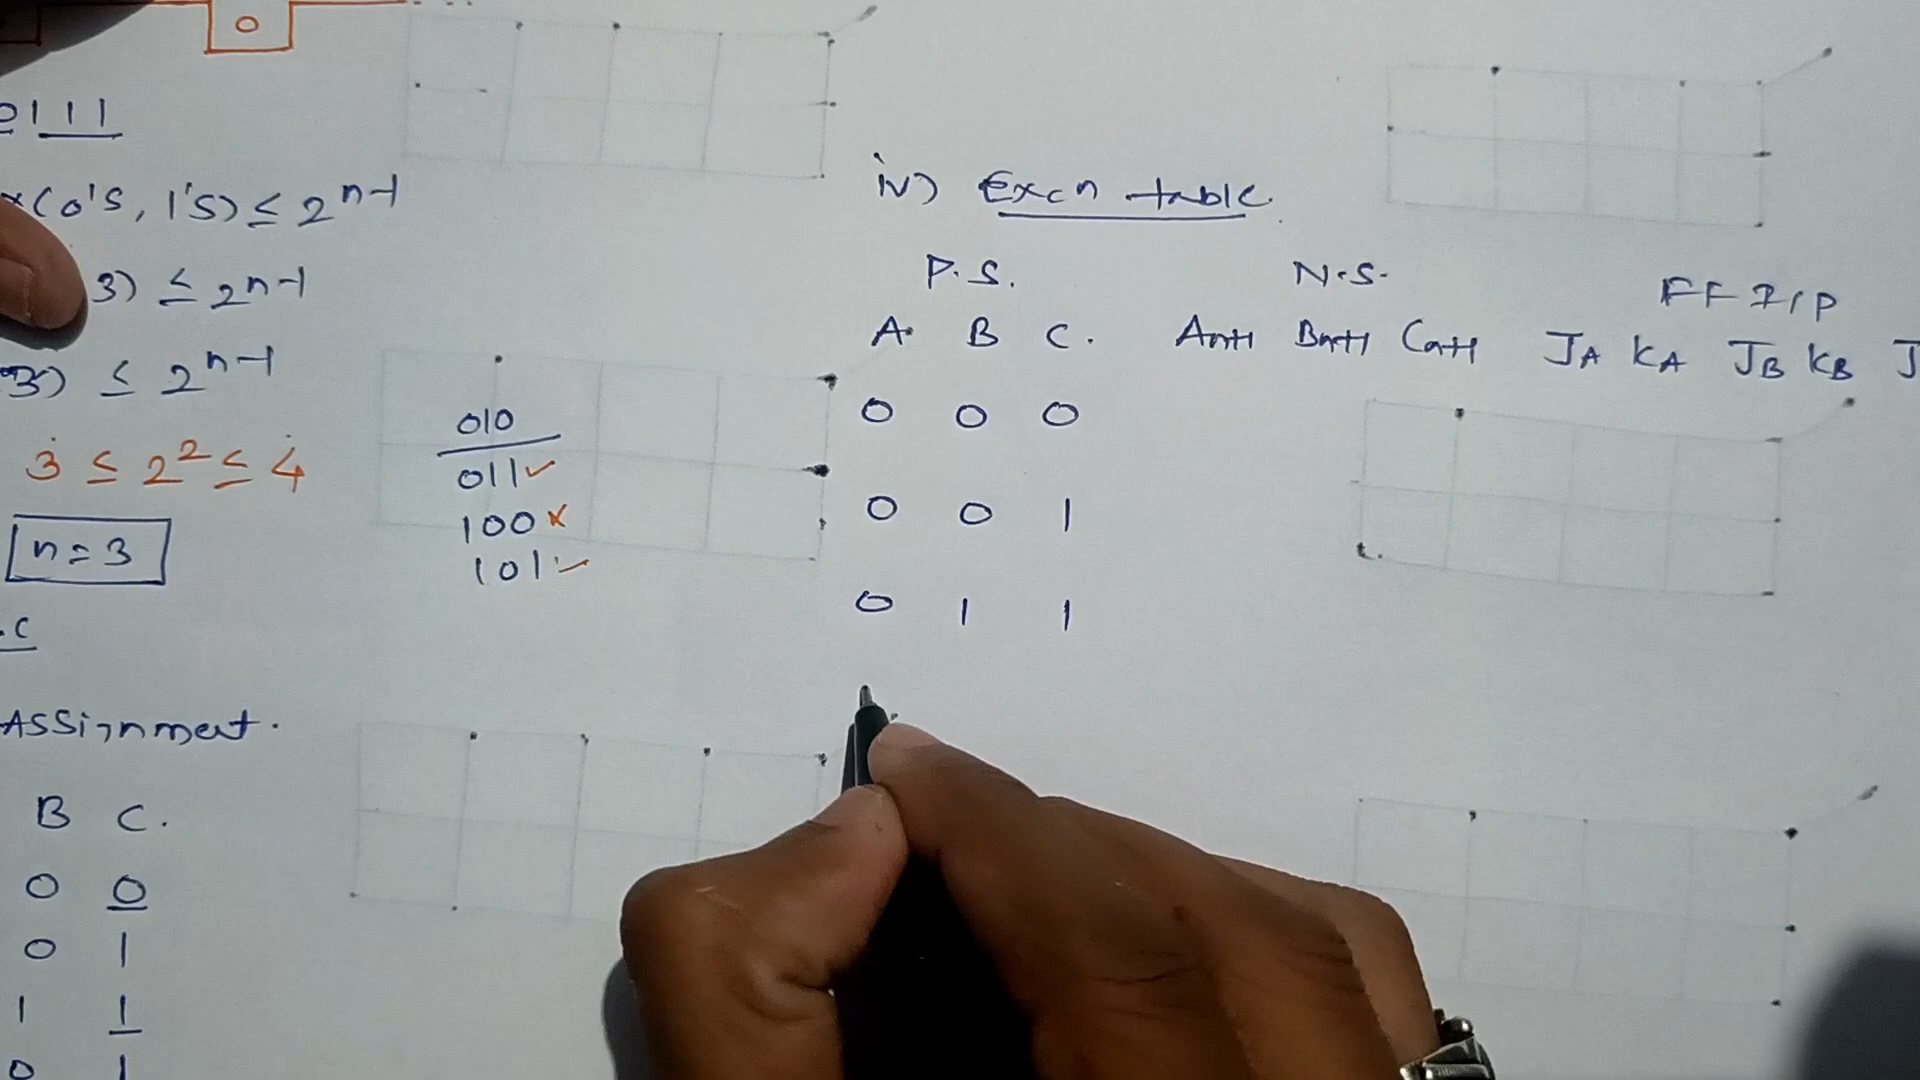 0
0111
x(0's, 1's) ≤ 2^n-1
3) ≤ 2^n-1
3) ≤ 2^n-1
3 ≤ 2^2 ≤ 4
n = 3
.C
Assignment.
B C.
0 0
0 1
1 1
0 1
010
011 ✓
100 ×
101 ✓
iv) Excn table.
P.S. N.S. FF I/P
A B C. An+1 Bn+1 Cn+1 JA KA JB KB J
0 0 0
0 0 1
0 1 1